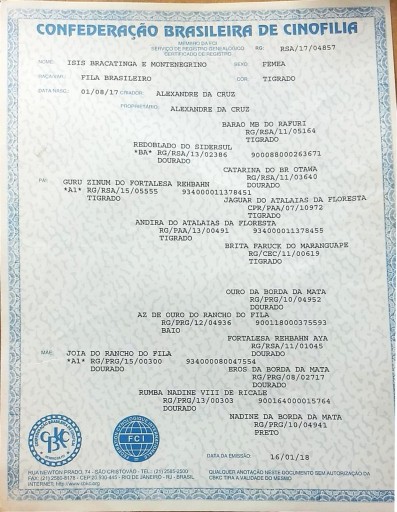 CONFEDERAÇÃO BRASILEIRA DE CINOFILIA
MEMBRO DA FCI
SERVIÇO DE REGISTRO GENEALÓGICO
CERTIFICADO DE REGISTRO
RG: RSA/17/04857
NOME: ISIS BRACATINGA E MONTENEGRINO SEXO: FEMEA
RAÇA/VAR: FILA BRASILEIRO COR: TIGRADO
DATA NASC. 01/08/17 CRIADOR: ALEXANDRE DA CRUZ
PROPRIETÁRIO: ALEXANDRE DA CRUZ
BARAO MB DO RAFURI
RG/RSA/11/05164
TIGRADO
REDOBLADO DO SIDERSUL
*BA* RG/RSA/13/02386 900088000263671
DOURADO
CATARINA DO BR OTAWA
RG/RSA/11/03640
DOURADO
PAI: GURU ZINUM DO FORTALESA REHBAHN
*A1* RG/RSA/15/05555 934000011378451
TIGRADO
JAGUAR DO ATALAIAS DA FLORESTA
CPR/PAA/07/10972
TIGRADO
ANDIRA DO ATALAIAS DA FLORESTA
RG/PAA/13/00491 934000011378455
TIGRADO
BRITA FARUCK DO MARANGUAPE
RG/CEC/11/00619
TIGRADO
OURO DA BORDA DA MATA
RG/PRG/10/04952
DOURADO
AZ DE OURO DO RANCHO DO FILA
RG/PRG/12/04936 900118000375593
BAIO
FORTALESA REHBAHN AYA
RG/RSA/11/01045
DOURADO
MÃE: JOIA DO RANCHO DO FILA
*A1* RG/PRG/15/00300 934000080047554
DOURADO
EROS DA BORDA DA MATA
RG/PRG/08/02717
DOURADO
RUMBA NADINE VIII DE RICALE
RG/PRG/13/00303 900164000015764
DOURADO
NADINE DA BORDA DA MATA
RG/PRG/10/04941
PRETO
CBKC
FCI
DATA DA EMISSÃO: 16/01/18
RUA NEWTON PRADO, 74 - SÃO CRISTOVÃO - TEL.: (21) 2585-2500
FAX: (21) 2585-8178 - CEP 20.930-445 - RIO DE JANEIRO - RJ - BRASIL
QUALQUER ANOTAÇÃO NESTE DOCUMENTO SEM AUTORIZAÇÃO DA
CBKC TIRA A VALIDADE DO MESMO